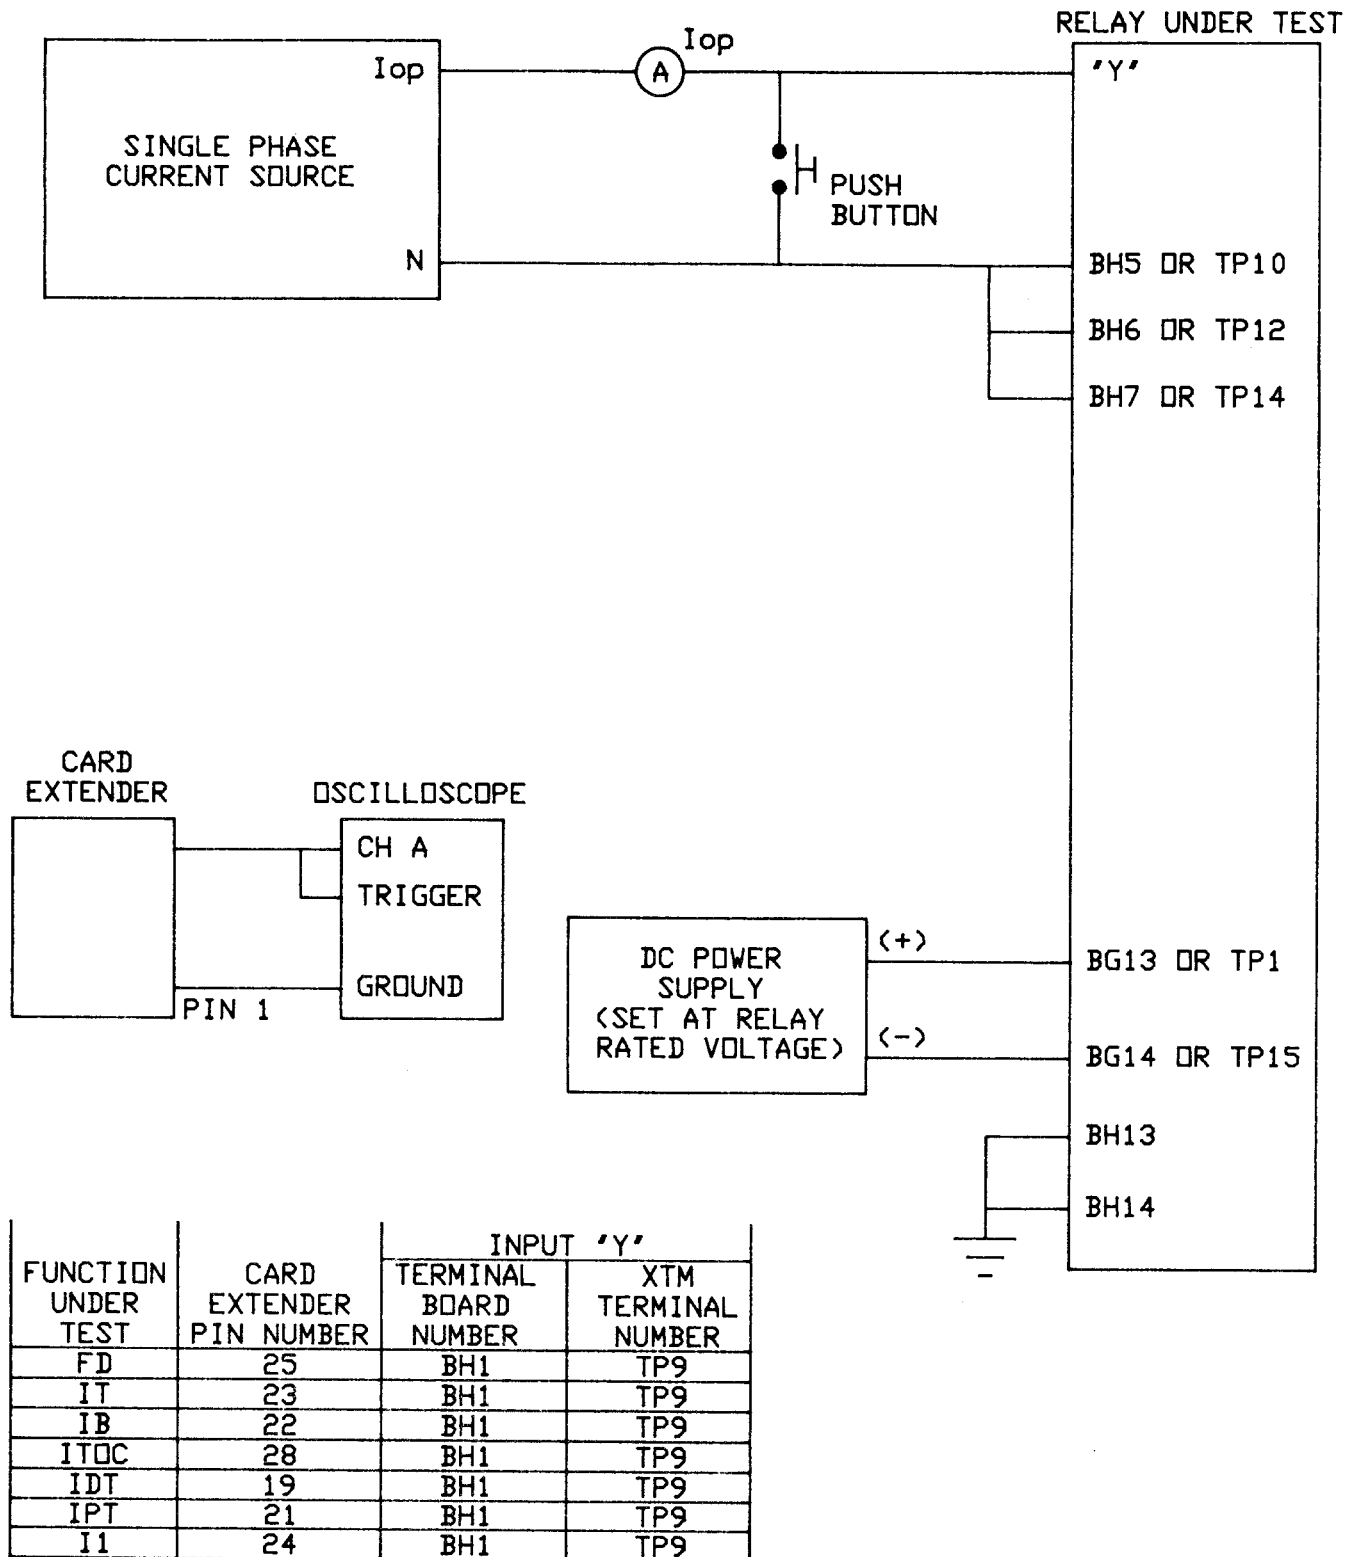 RELAY UNDER TEST
Iop
Iop
A
"Y"
SINGLE PHASE
CURRENT SOURCE
PUSH
BUTTON
N
BH5 OR TP10
BH6 OR TP12
BH7 OR TP14
CARD
EXTENDER
OSCILLOSCOPE
CH A
TRIGGER
GROUND
PIN 1
DC POWER
SUPPLY
(SET AT RELAY
RATED VOLTAGE)
(+)
(-)
BG13 OR TP1
BG14 OR TP15
BH13
BH14
INPUT "Y"
FUNCTION
UNDER
TEST
CARD
EXTENDER
PIN NUMBER
TERMINAL
BOARD
NUMBER
XTM
TERMINAL
NUMBER
FD 25 BH1 TP9
IT 23 BH1 TP9
IB 22 BH1 TP9
ITOC 28 BH1 TP9
IDT 19 BH1 TP9
IPT 21 BH1 TP9
I1 24 BH1 TP9